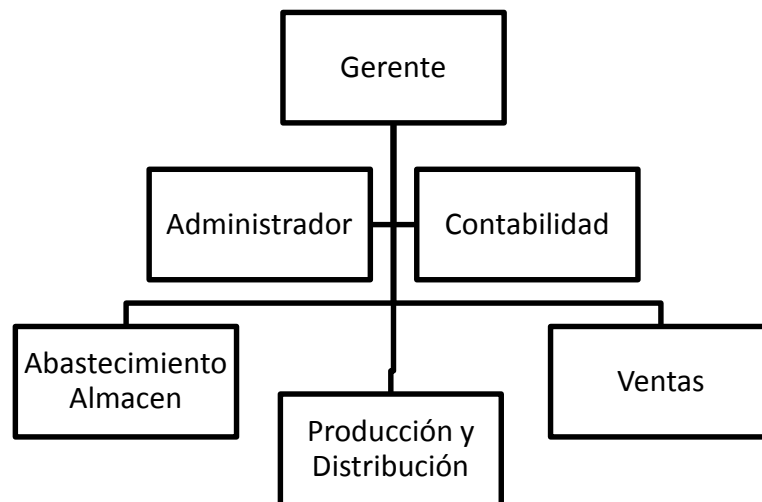 Gerente
Administrador
Contabilidad
Abastecimiento
Almacen
Ventas
Producción y
Distribución